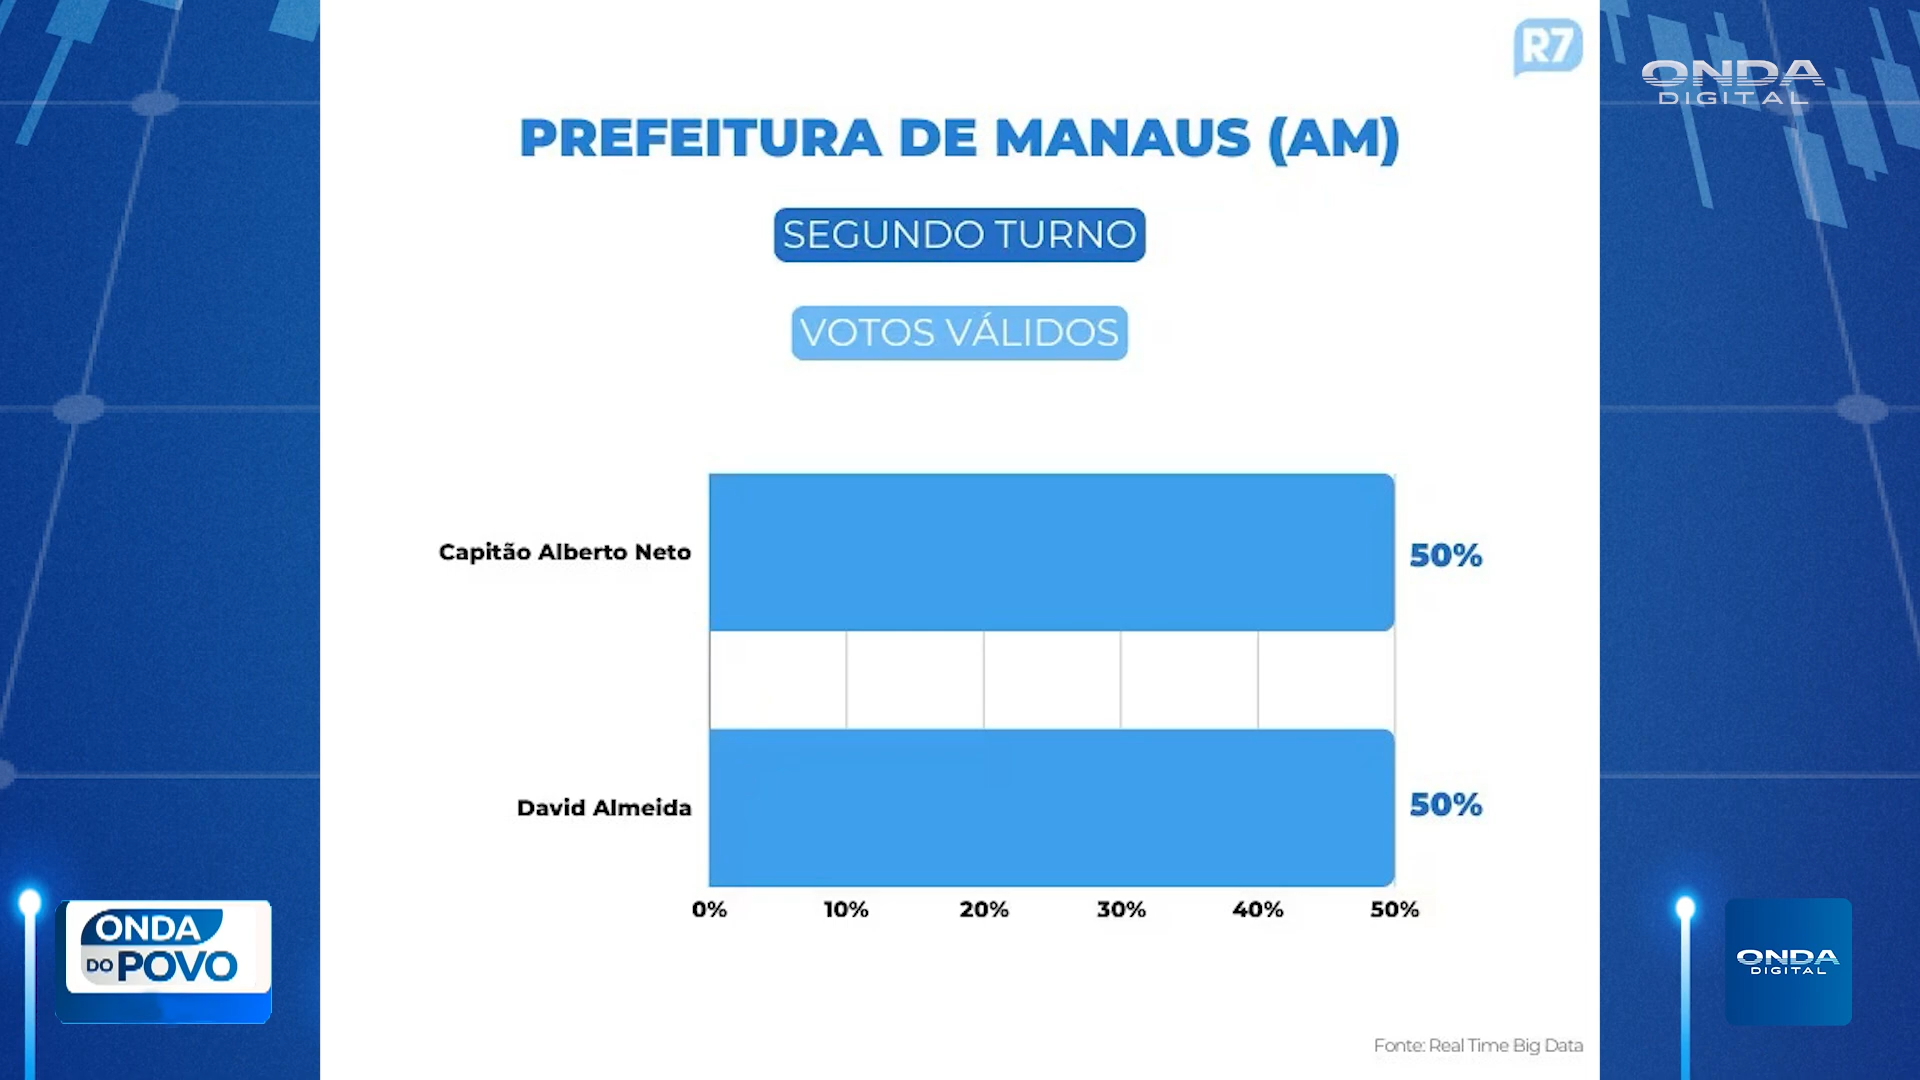 R7
ONDA
DIGITAL
PREFEITURA DE MANAUS (AM)
SEGUNDO TURNO
VOTOS VÁLIDOS
Capitão Alberto Neto
50%
David Almeida
50%
0% 10% 20% 30% 40% 50%
ONDA
DO POVO
ONDA
DIGITAL
Fonte: Real Time Big Data